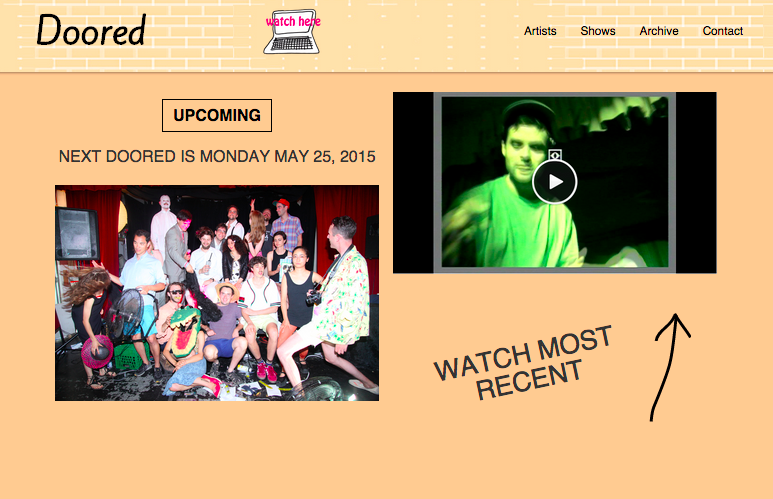 Doored
watch here
Artists Shows Archive Contact
UPCOMING
NEXT DOORED IS MONDAY MAY 25, 2015
WATCH MOST
RECENT